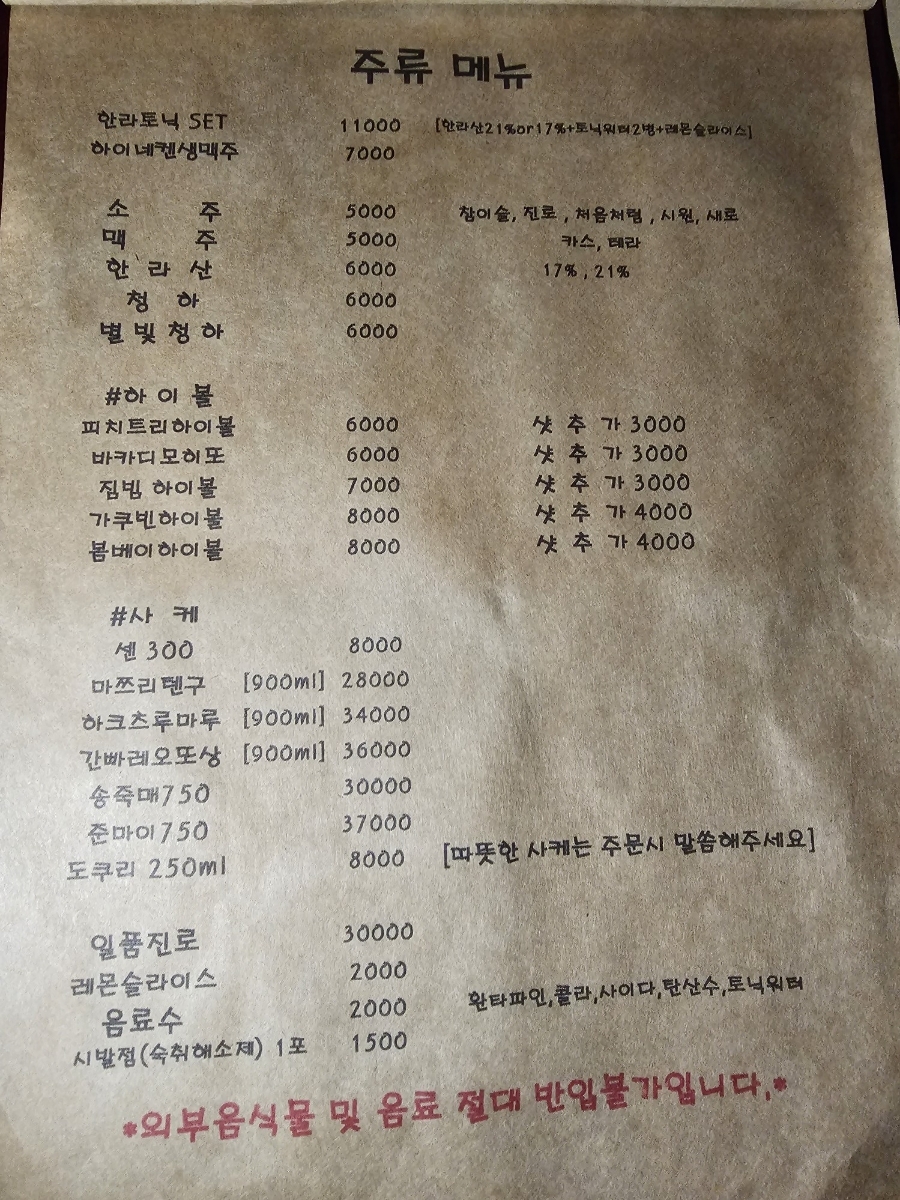 주류 메뉴
한라토닉 SET 11000 [한라산21%or17%+토닉워터2병+레몬슬라이스]
하이네켄생맥주 7000
소 주 5000 참이슬, 진로 , 처음처럼 , 시원, 새로
맥 주 5000 카스, 테라
한 라 산 6000 17% , 21%
청 하 6000
별 빛 청 하 6000
#하 이 볼
피치트리하이볼 6000 샷 추 가 3000
바카디모히또 6000 샷 추 가 3000
짐빔 하이볼 7000 샷 추 가 3000
가쿠빈하이볼 8000 샷 추 가 4000
봄베이하이볼 8000 샷 추 가 4000
#사 케
센 300 8000
마쯔리텐구 [900ml] 28000
하크츠루마루 [900ml] 34000
간빠레오또상 [900ml] 36000
송죽매750 30000
준마이750 37000
도쿠리 250ml 8000 [따뜻한 사케는 주문시 말씀해주세요]
일품진로 30000
레몬슬라이스 2000
음료수 2000 환타파인,콜라,사이다,탄산수,토닉워터
시발점(숙취해소제) 1포 1500
*외부음식물 및 음료 절대 반입불가입니다.*